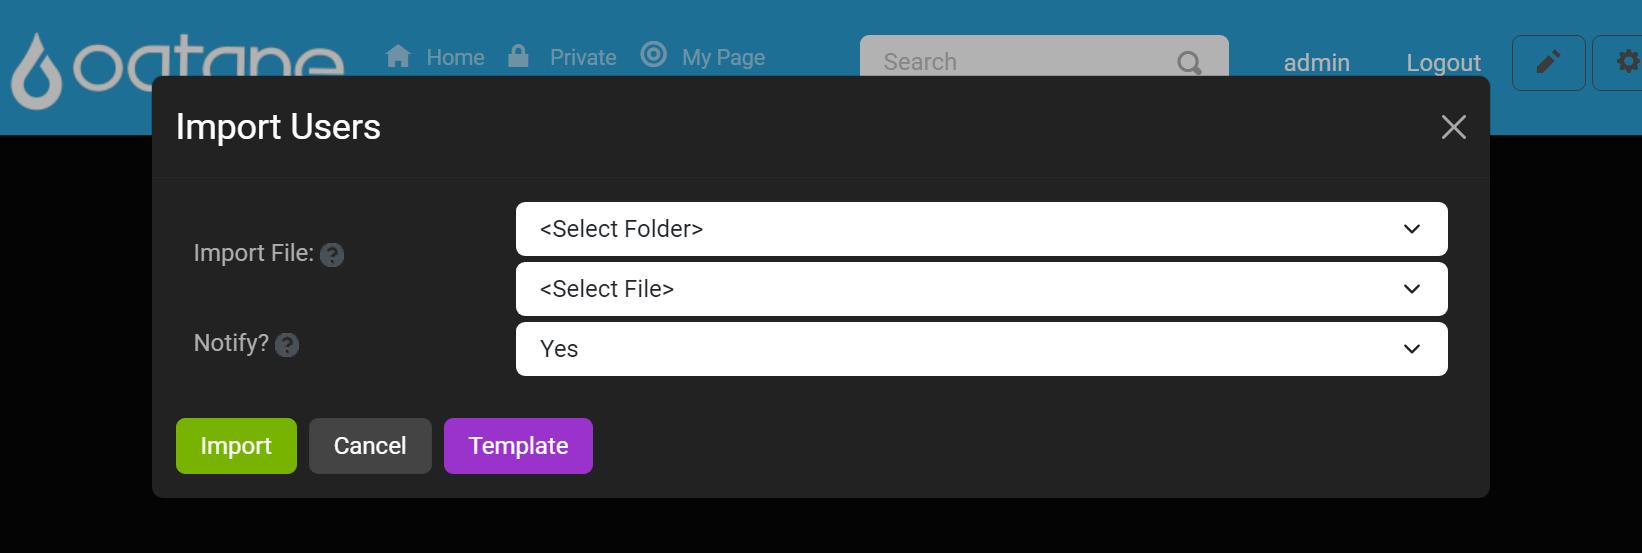 oqtane
Home
Private
My Page
Search
admin
Logout
Import Users
Import File:
<Select Folder>
<Select File>
Notify?
Yes
Import
Cancel
Template